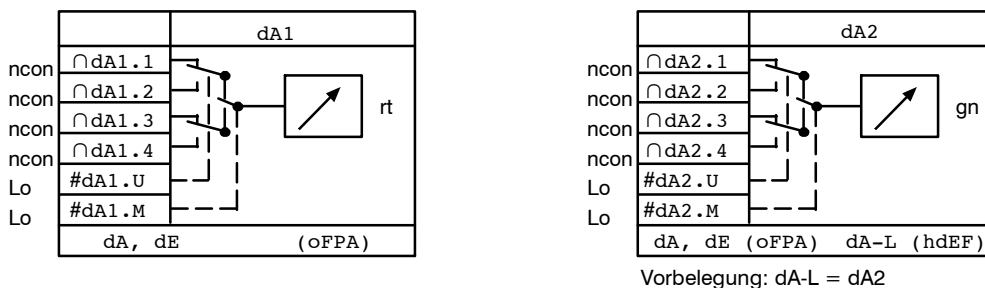 dA1
ncon ∩dA1.1
ncon ∩dA1.2
ncon ∩dA1.3
ncon ∩dA1.4
Lo #dA1.U
Lo #dA1.M
rt
dA, dE (oFPA)
dA2
ncon ∩dA2.1
ncon ∩dA2.2
ncon ∩dA2.3
ncon ∩dA2.4
Lo #dA2.U
Lo #dA2.M
gn
dA, dE (oFPA) dA-L (hdEF)
Vorbelegung: dA-L = dA2